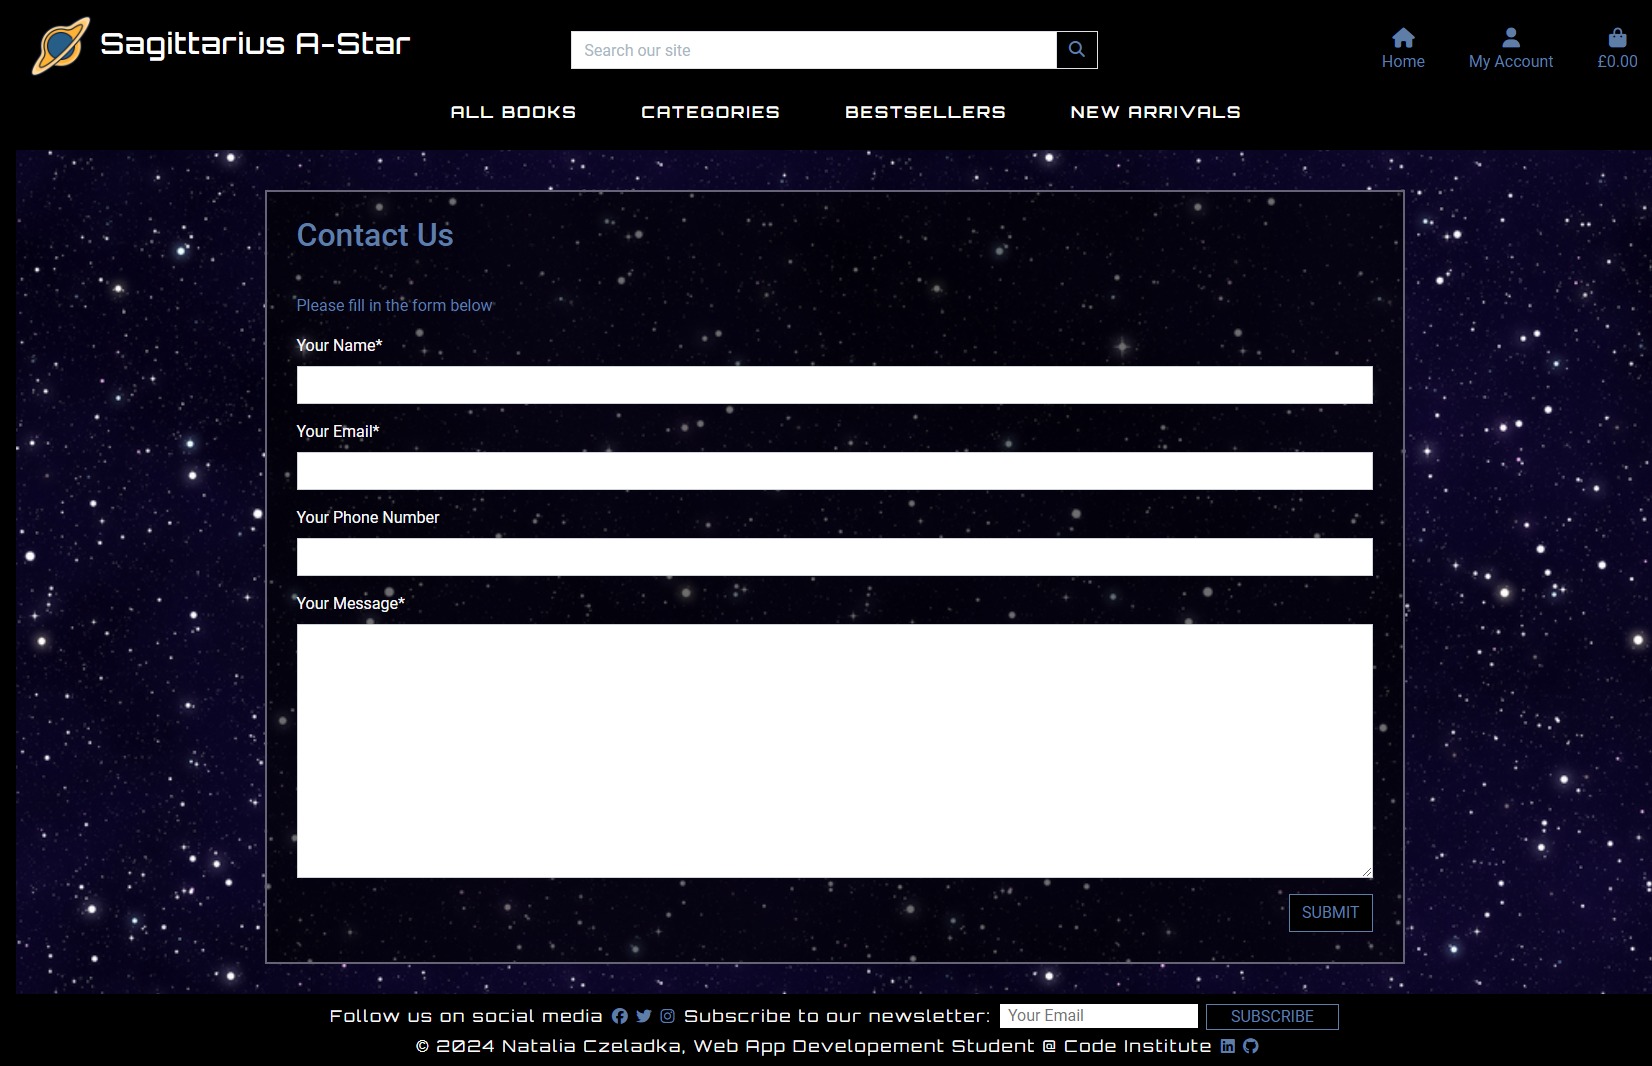 Sagittarius A-Star
Search our site
Home
My Account
£0.00
ALL BOOKS
CATEGORIES
BESTSELLERS
NEW ARRIVALS
Contact Us
Please fill in the form below
Your Name*
Your Email*
Your Phone Number
Your Message*
SUBMIT
Follow us on social media Subscribe to our newsletter: Your Email SUBSCRIBE
© 2024 Natalia Czeladka, Web App Developement Student @ Code Institute